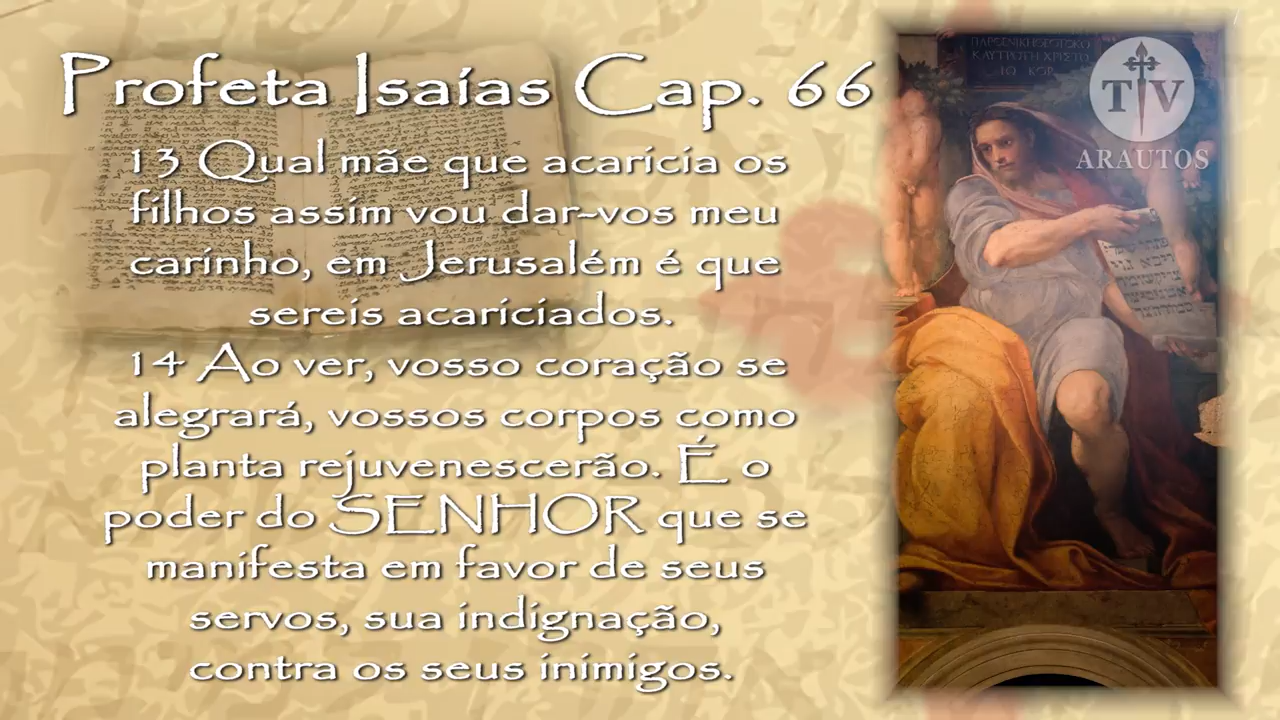 Profeta Isaías Cap. 66
13 Qual mãe que acaricia os
filhos assim vou dar-vos meu
carinho, em Jerusalém é que
sereis acariciados.
14 Ao ver, vosso coração se
alegrará, vossos corpos como
planta rejuvenescerão. É o
poder do SENHOR que se
manifesta em favor de seus
servos, sua indignação,
contra os seus inimigos.
TV
ARAUTOS